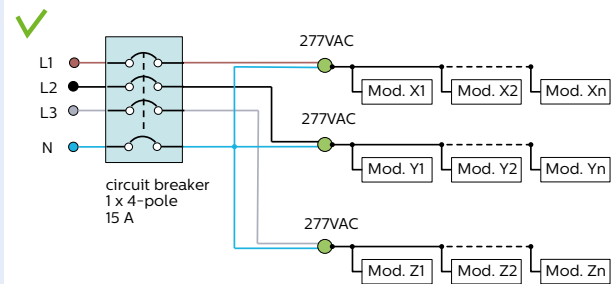 277VAC
L1
L2
Mod. X1
Mod. X2
Mod. Xn
L3
277VAC
N
Mod. Y1
Mod. Y2
Mod. Yn
circuit breaker
1 x 4-pole
15 A
277VAC
Mod. Z1
Mod. Z2
Mod. Zn